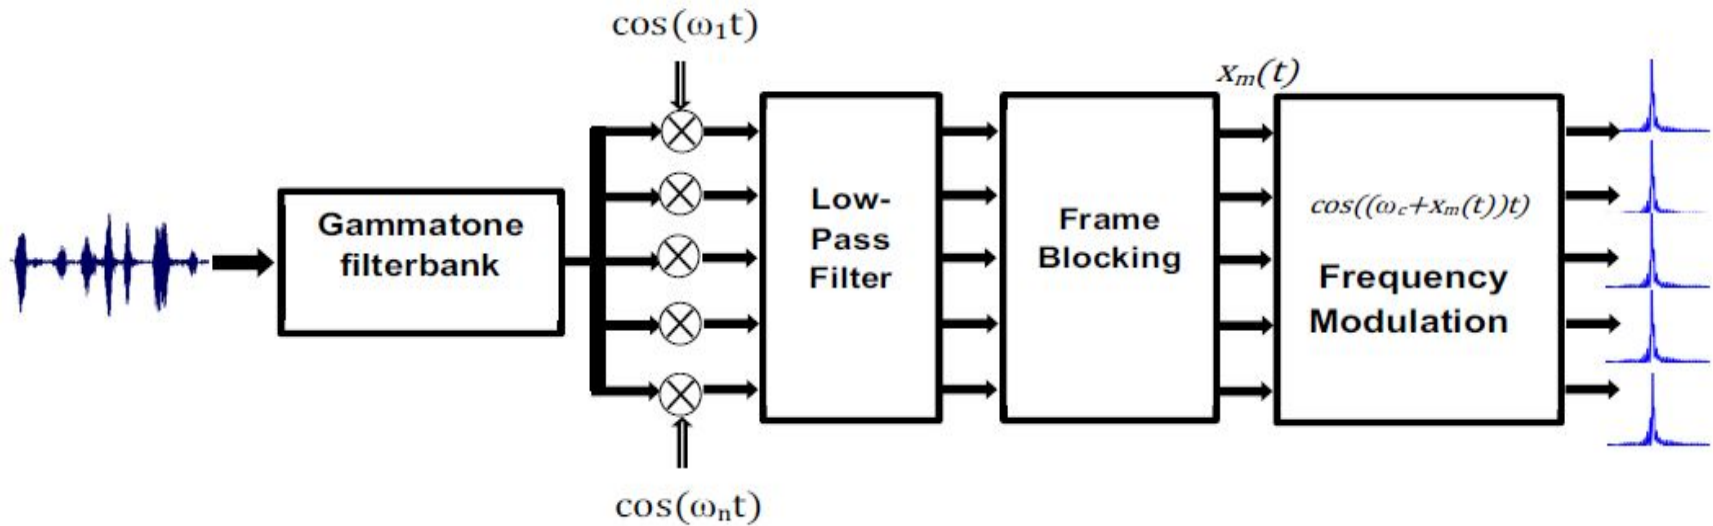 cos(ω₁t)
Gammatone
filterbank
Low-
Pass
Filter
Frame
Blocking
xₘ(t)
cos((ω꜀+xₘ(t))t)
Frequency
Modulation
cos(ωₙt)